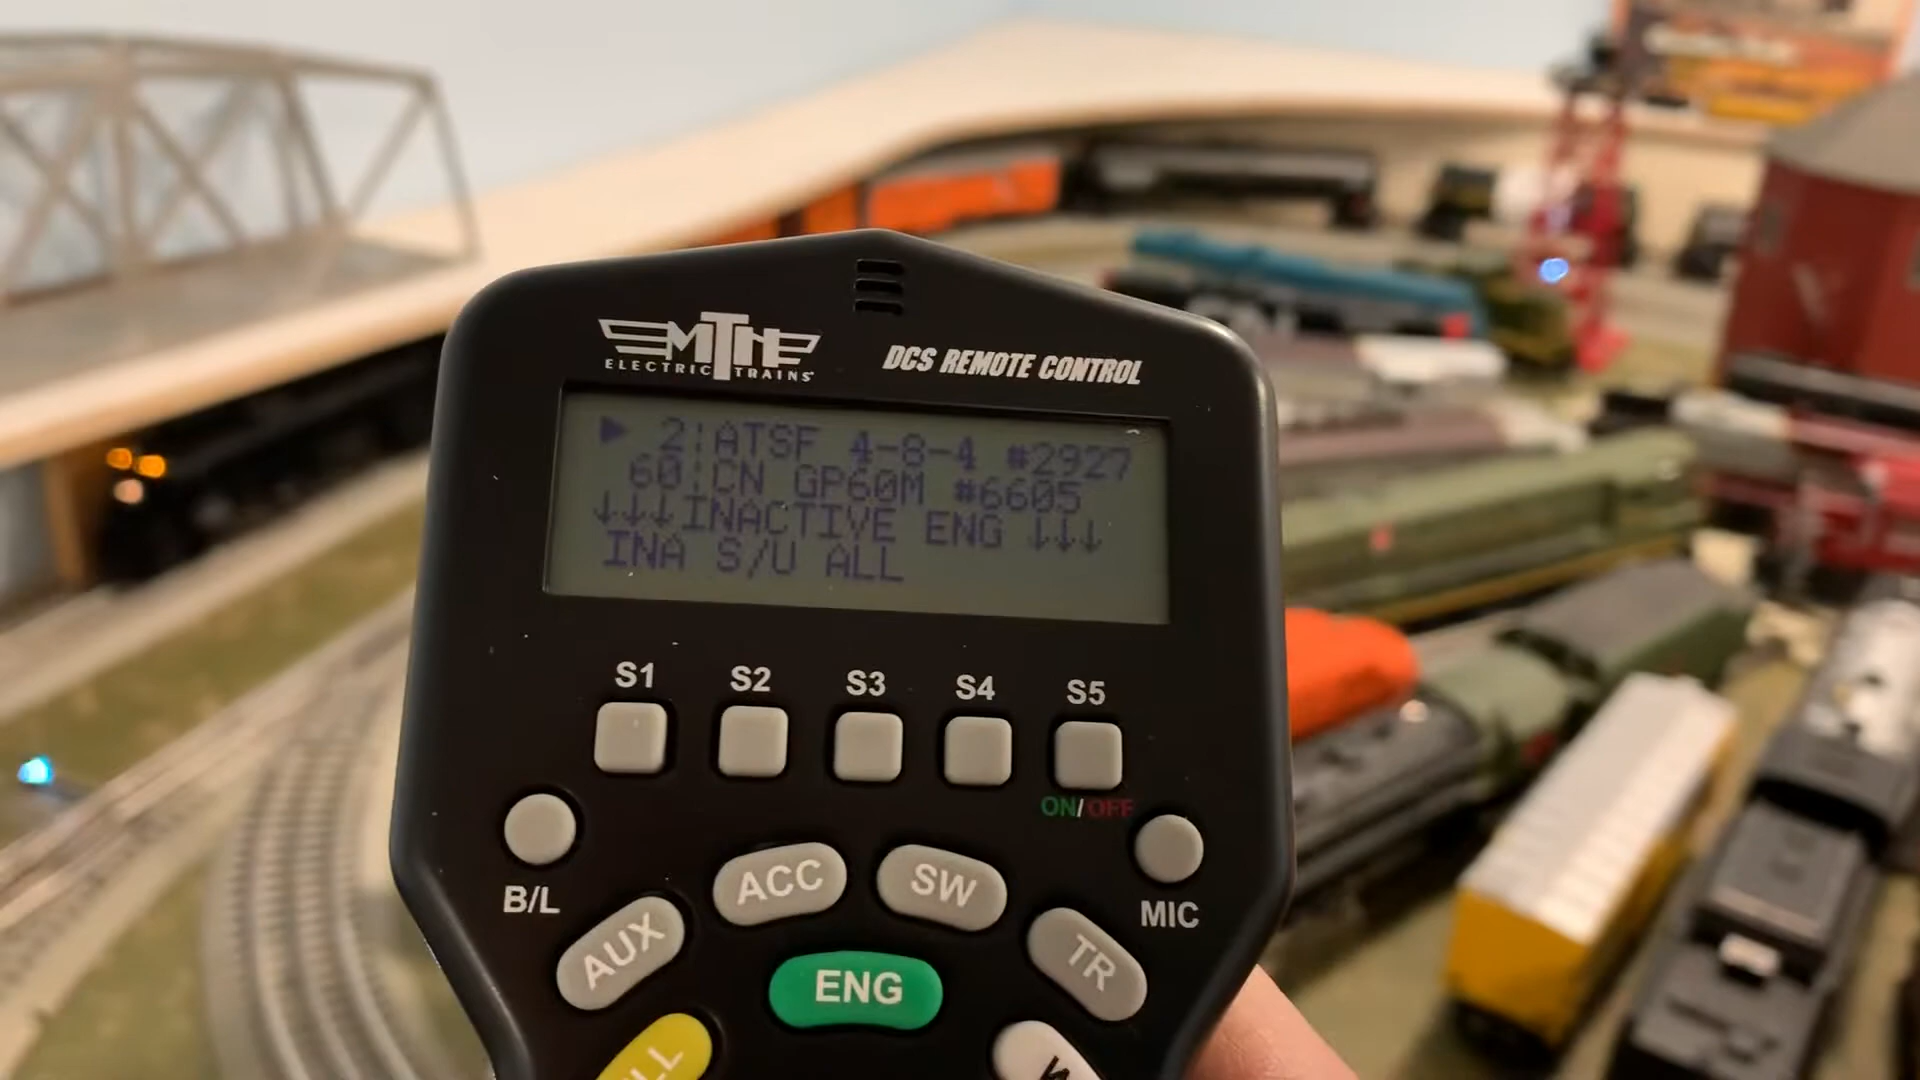 MTH
ELECTRIC TRAINS
DCS REMOTE CONTROL
▶ 2¦ATSF 4-8-4 #2927
60¦CN GP60M #6605
↓↓↓INACTIVE ENG ↓↓↓
INA S/U ALL
S1 S2 S3 S4 S5
ON/OFF
B/L
MIC
ACC SW
AUX TR
ENG